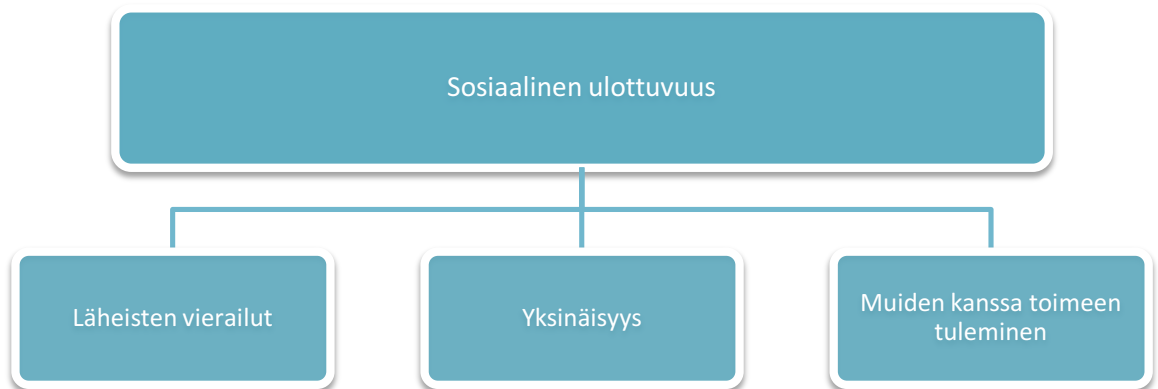 Sosiaalinen ulottuvuus
Läheisten vierailut
Yksinäisyys
Muiden kanssa toimeen
tuleminen